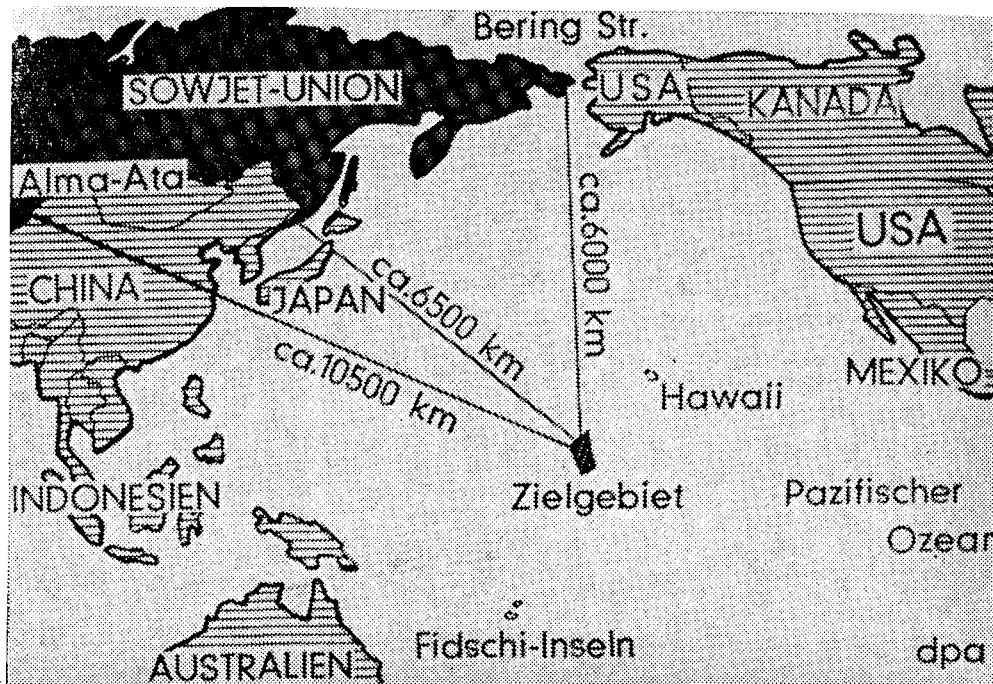 Bering Str.
SOWJET-UNION
USA
KANADA
Alma-Ata
USA
CHINA
JAPAN
ca.6500 km
ca.6000 km
ca.10500 km
MEXIKO
Hawaii
INDONESIEN
Zielgebiet
Pazifischer
Ozean
Fidschi-Inseln
AUSTRALIEN
dpa